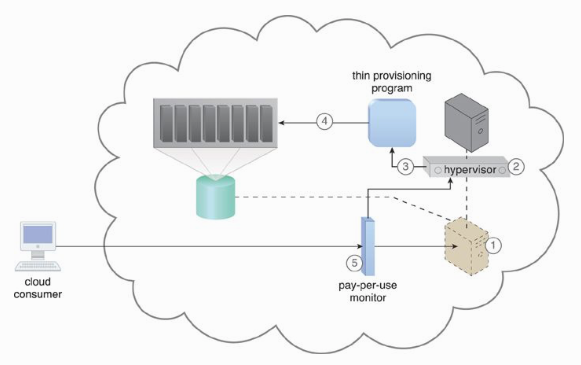 thin provisioning
program
4
3
hypervisor
2
1
5
cloud
consumer
pay-per-use
monitor